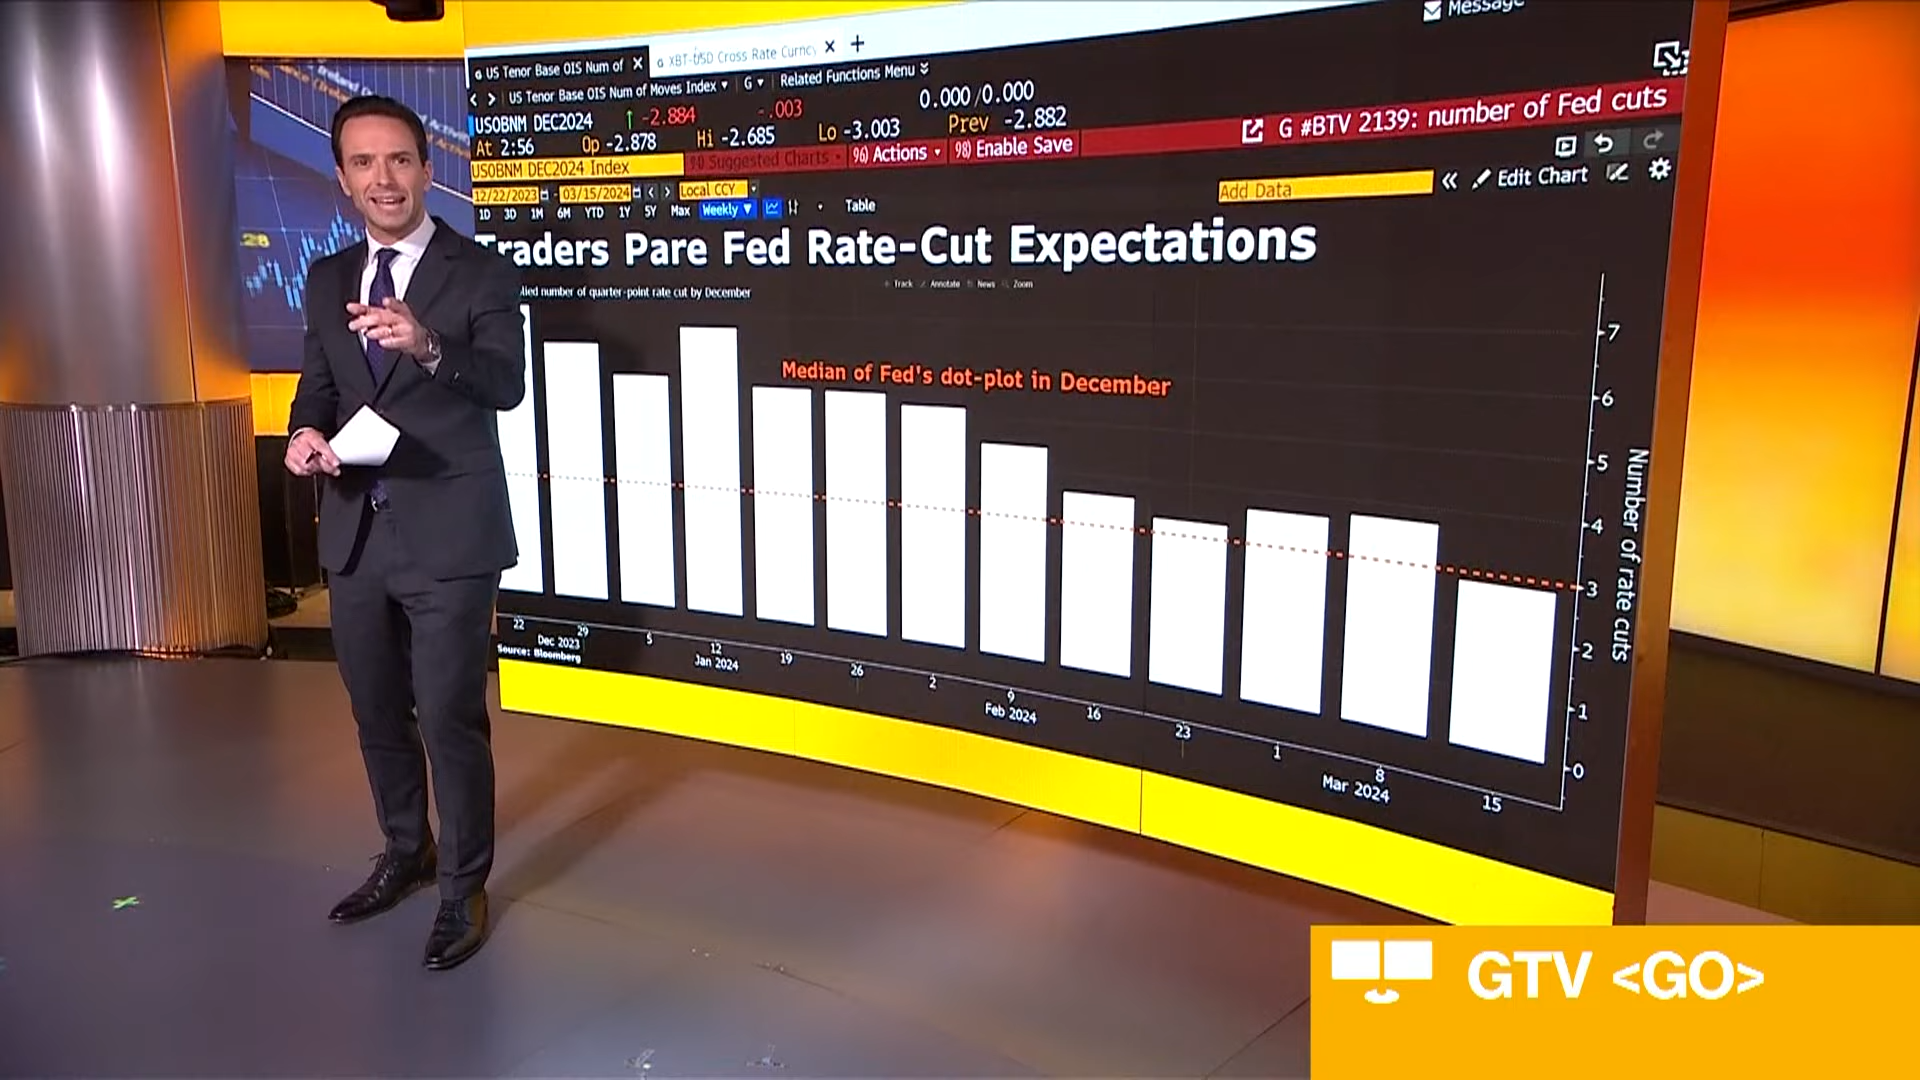 Message
G US Tenor Base OIS Num of X
G XBT-USD Cross Rate Curncy X +
< > US Tenor Base OIS Num of Moves Index ▾ G ▾ Related Functions Menu
USOBNM DEC2024 ↑ -2.884 -.003 0.000/0.000
At 2:56 Op -2.878 Hi -2.685 Lo -3.003 Prev -2.882
G #BTV 2139: number of Fed cuts
USOBNM DEC2024 Index Suggested Charts 96) Actions ▾ 98) Enable Save
12/22/2023 - 03/15/2024 < > Local CCY
Add Data « Edit Chart
1D 3D 1M 6M YTD 1Y 5Y Max Weekly ▼ Table
Traders Pare Fed Rate-Cut Expectations
Track Annotate News Zoom
lied number of quarter-point rate cut by December
Median of Fed's dot-plot in December
7
6
5
4
3
2
1
0
Number of rate cuts
22 29 5 12 19 26 2 9 16 23 1 8 15
Dec 2023 Jan 2024 Feb 2024 Mar 2024
Source: Bloomberg
.28
GTV <GO>